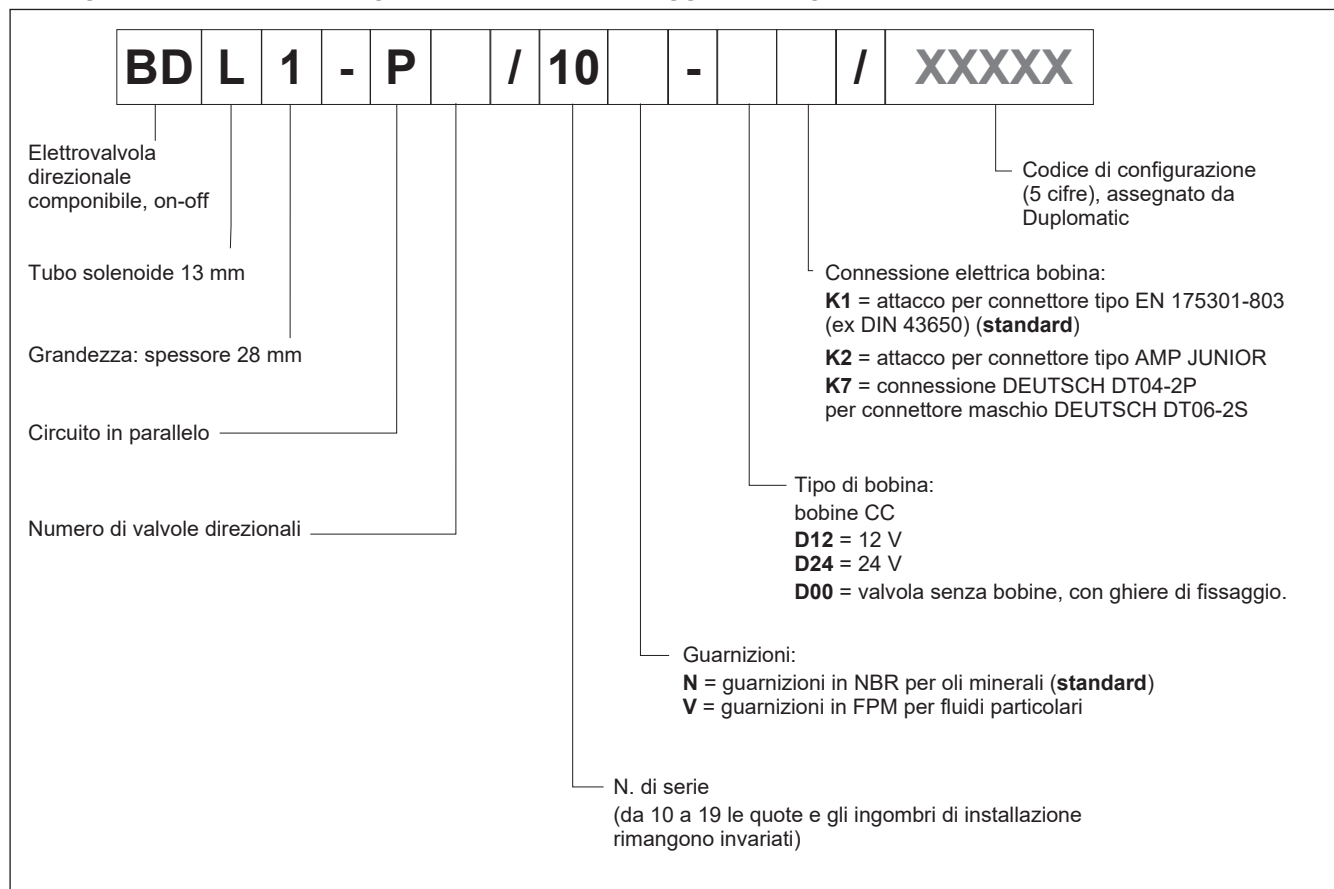 BD L 1 - P / 10 - / XXXXX
Elettrovalvola
direzionale
componibile, on-off
Tubo solenoide 13 mm
Grandezza: spessore 28 mm
Circuito in parallelo
Numero di valvole direzionali
Codice di configurazione
(5 cifre), assegnato da
Duplomatic
Connessione elettrica bobina:
K1 = attacco per connettore tipo EN 175301-803
(ex DIN 43650) (standard)
K2 = attacco per connettore tipo AMP JUNIOR
K7 = connessione DEUTSCH DT04-2P
per connettore maschio DEUTSCH DT06-2S
Tipo di bobina:
bobine CC
D12 = 12 V
D24 = 24 V
D00 = valvola senza bobine, con ghiere di fissaggio.
Guarnizioni:
N = guarnizioni in NBR per oli minerali (standard)
V = guarnizioni in FPM per fluidi particolari
N. di serie
(da 10 a 19 le quote e gli ingombri di installazione
rimangono invariati)